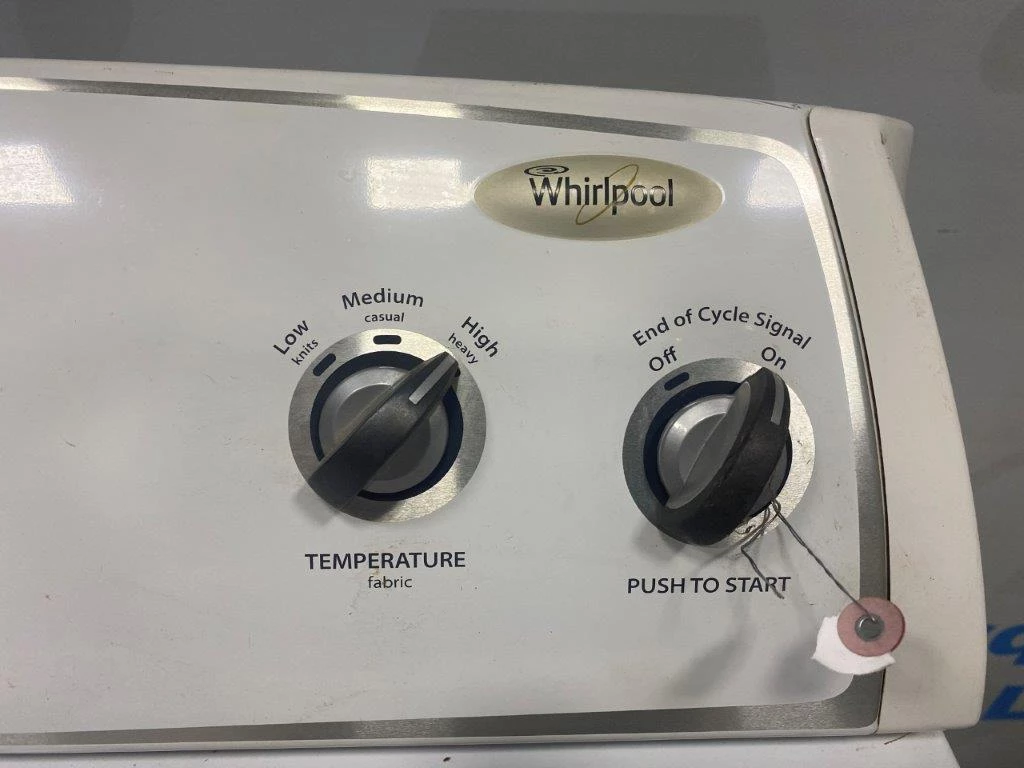 Whirlpool
Low
knits
Medium
casual
High
heavy
TEMPERATURE
fabric
End of Cycle Signal
Off
On
PUSH TO START